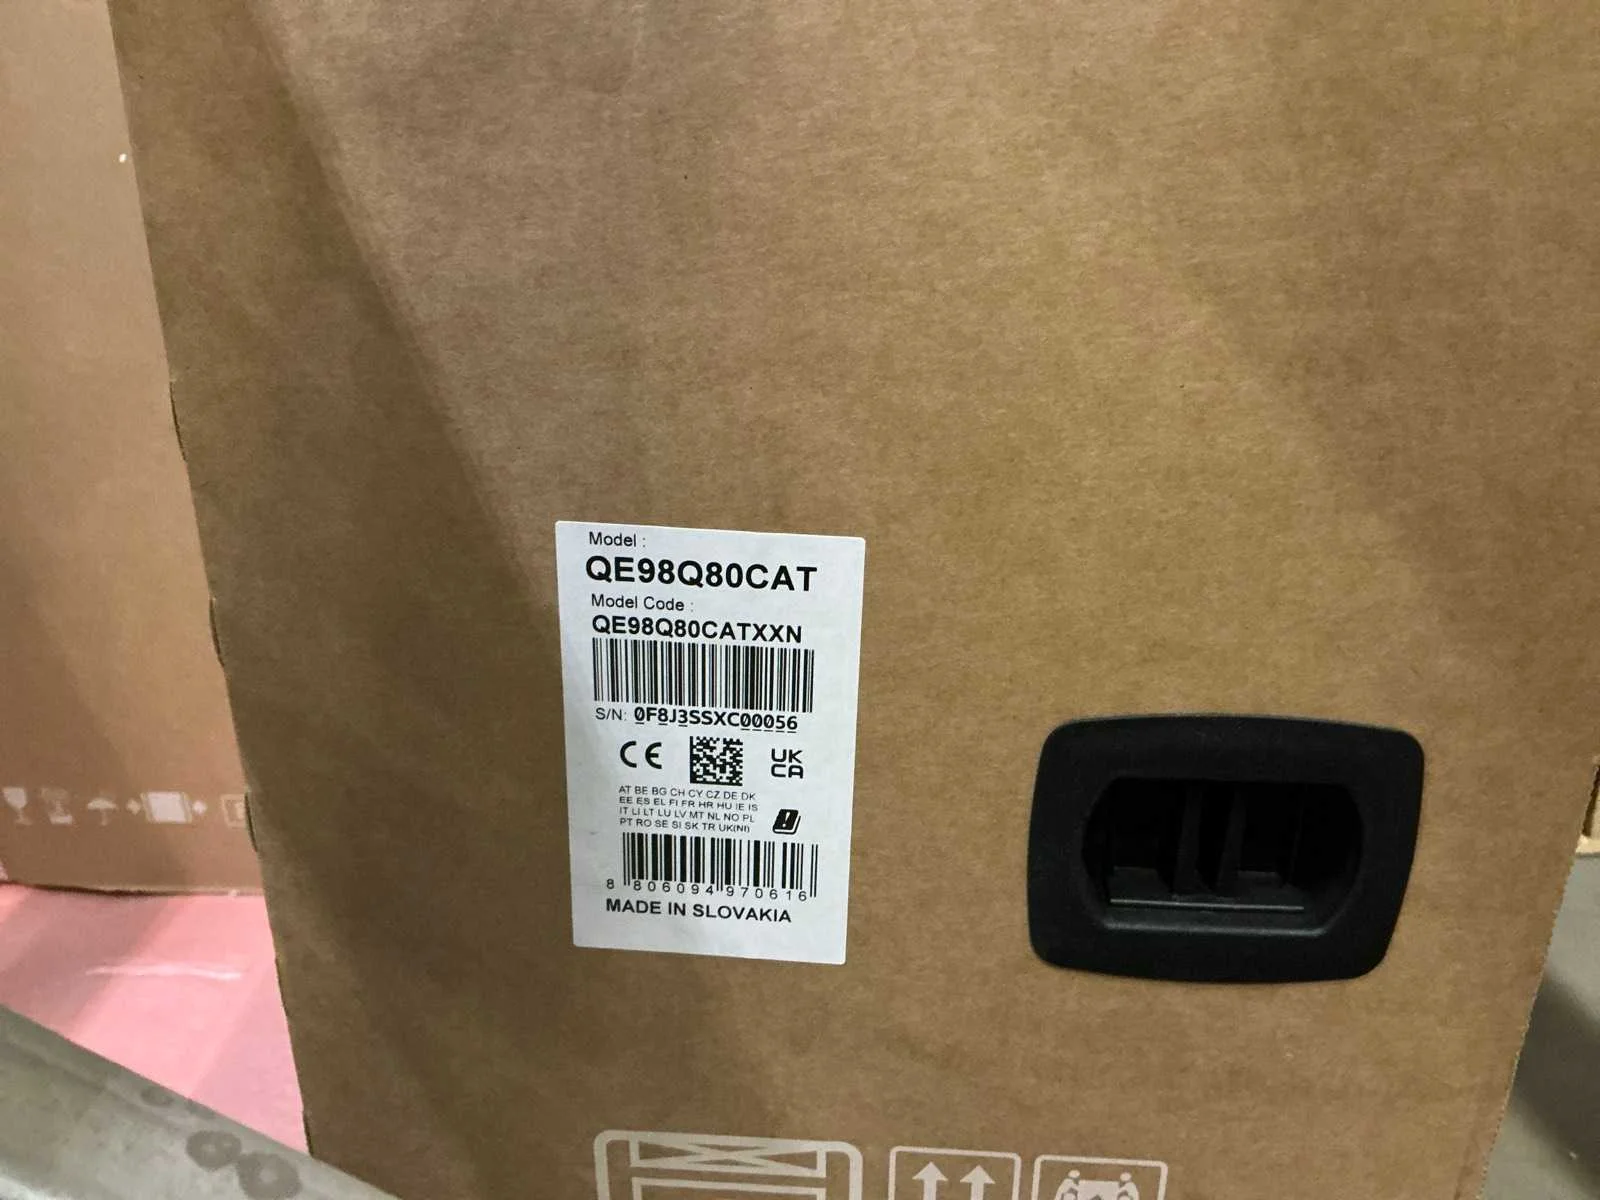 Model :
QE98Q80CAT
Model Code :
QE98Q80CATXXN
S/N: 0F8J3SSXC00056
CE UK CA
AT BE BG CH CY CZ DE DK
EE ES EL FI FR HR HU IE IS
IT LI LT LU LV MT NL NO PL
PT RO SE SI SK TR UK(NI)
8 806094 970616
MADE IN SLOVAKIA